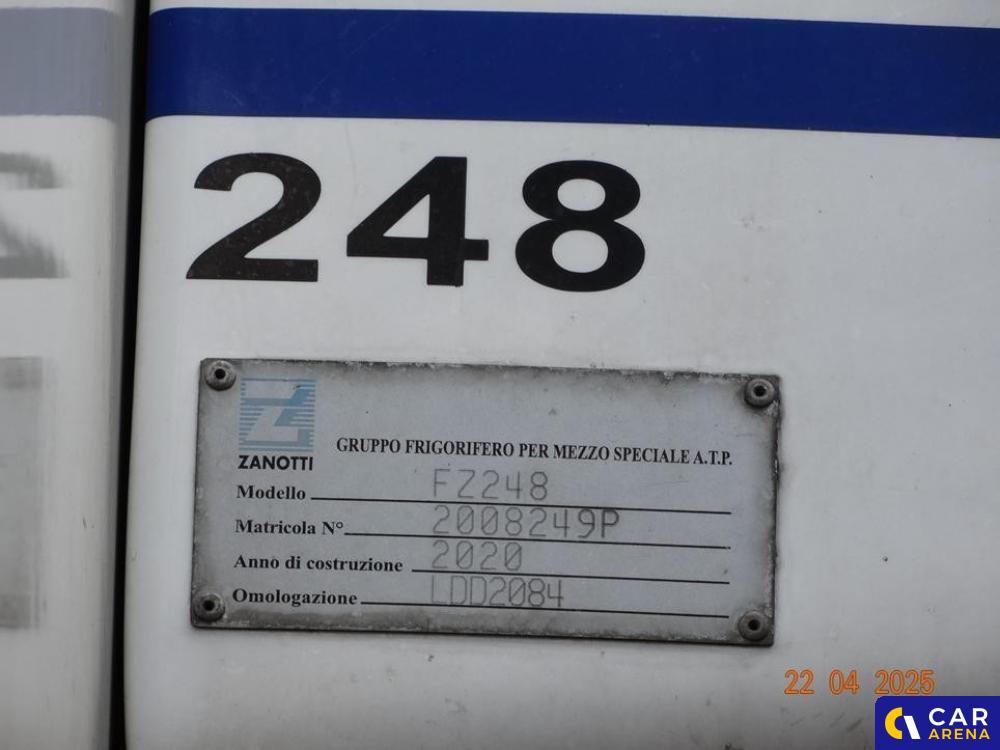 248
ZANOTTI
GRUPPO FRIGORIFERO PER MEZZO SPECIALE A.T.P.
Modello FZ248
Matricola N° 2008249P
Anno di costruzione 2020
Omologazione LDD2084
22 04 2025
CAR
ARENA